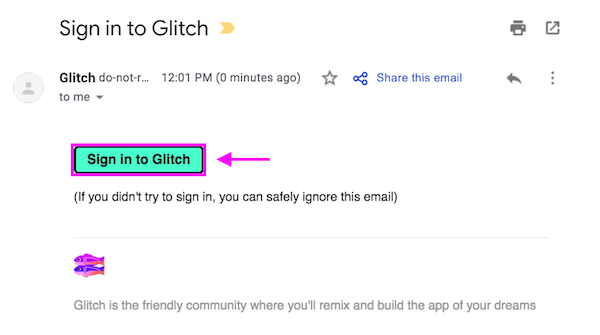 Sign in to Glitch
Glitch do-not-r... 12:01 PM (0 minutes ago) Share this email
to me
Sign in to Glitch
(If you didn't try to sign in, you can safely ignore this email)
Glitch is the friendly community where you'll remix and build the app of your dreams